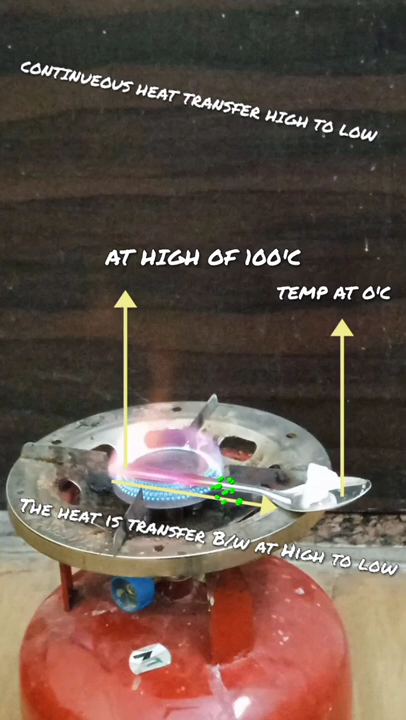 CONTINUEOUS HEAT TRANSFER HIGH TO LOW
AT HIGH OF 100'C
TEMP AT 0'C
THE HEAT IS TRANSFER B/W AT HIGH TO LOW